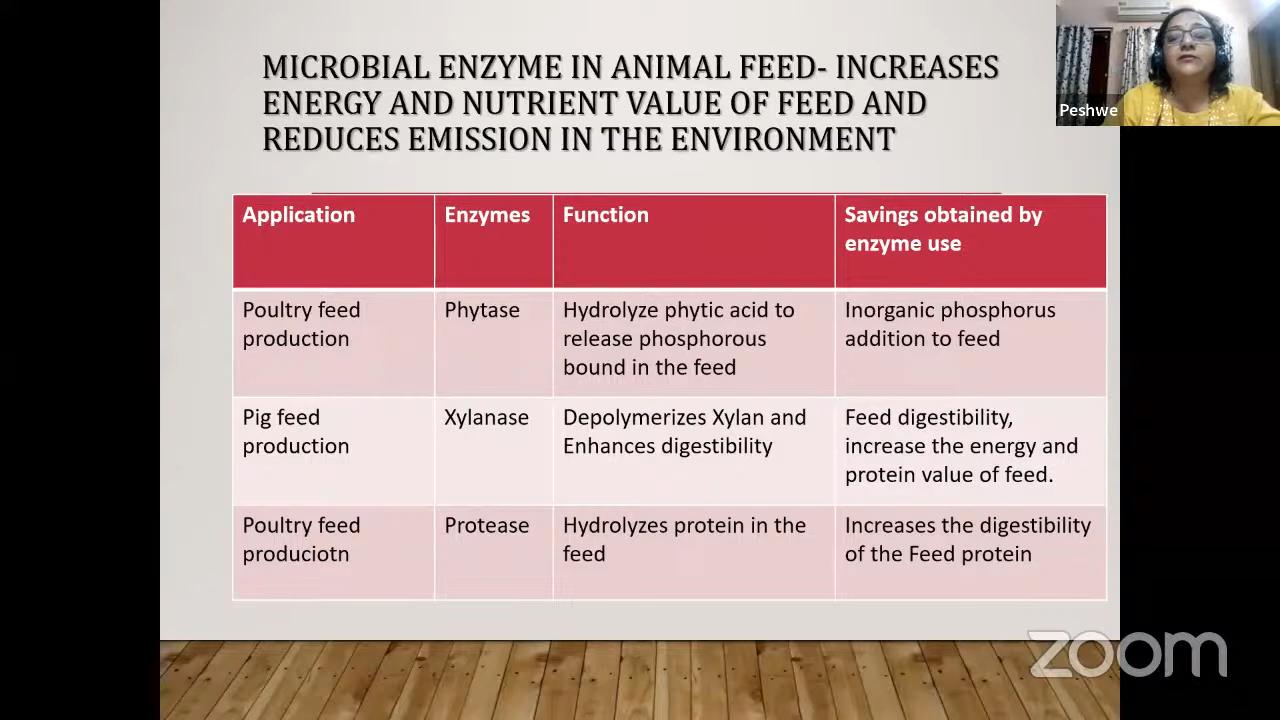 MICROBIAL ENZYME IN ANIMAL FEED- INCREASES
ENERGY AND NUTRIENT VALUE OF FEED AND
REDUCES EMISSION IN THE ENVIRONMENT
Peshwe
Application
Enzymes
Function
Savings obtained by
enzyme use
Poultry feed
production
Phytase
Hydrolyze phytic acid to
release phosphorous
bound in the feed
Inorganic phosphorus
addition to feed
Pig feed
production
Xylanase
Depolymerizes Xylan and
Enhances digestibility
Feed digestibility,
increase the energy and
protein value of feed.
Poultry feed
produciotn
Protease
Hydrolyzes protein in the
feed
Increases the digestibility
of the Feed protein
zoom